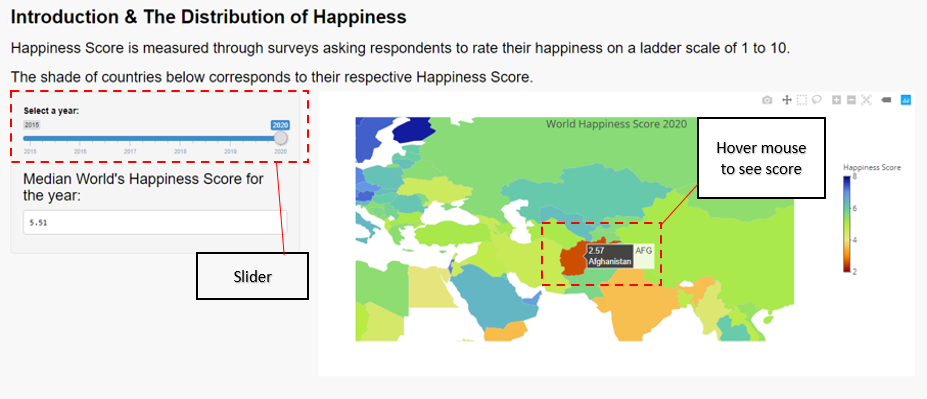 Introduction & The Distribution of Happiness
Happiness Score is measured through surveys asking respondents to rate their happiness on a ladder scale of 1 to 10.
The shade of countries below corresponds to their respective Happiness Score.
Select a year:
2015
2020
2015 2016 2017 2018 2019 2020
Median World's Happiness Score for
the year:
5.51
Slider
World Happiness Score 2020
Hover mouse
to see score
2.57
Afghanistan
AFG
Happiness Score
8
6
4
2